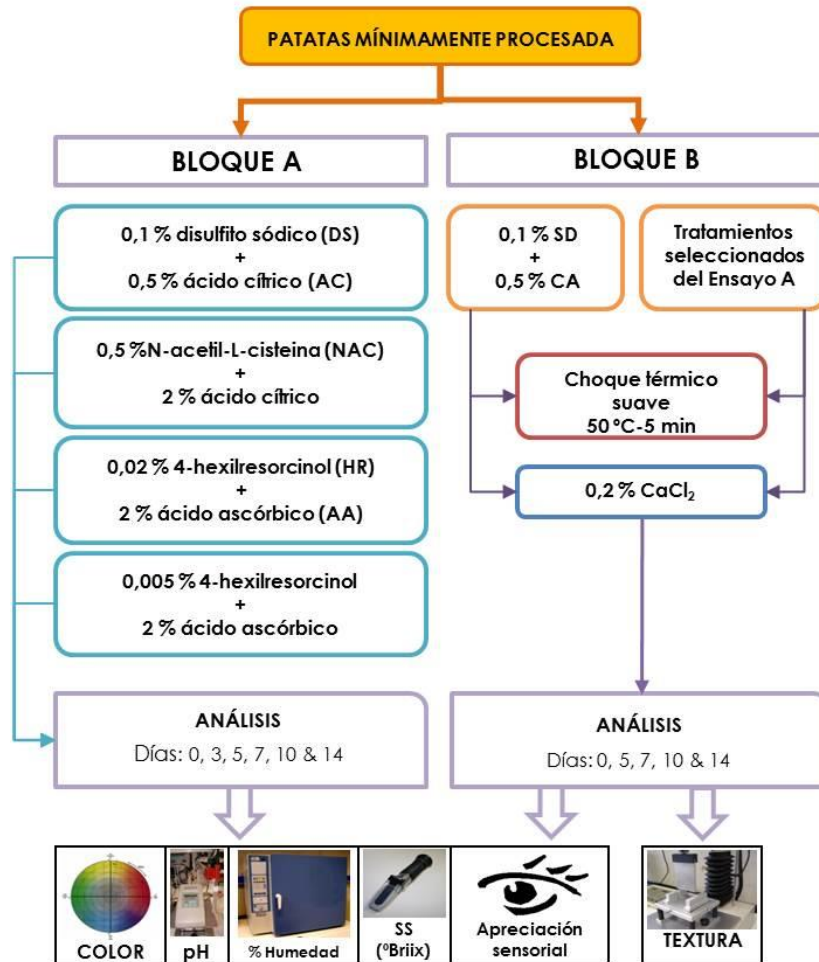 PATATAS MÍNIMAMENTE PROCESADA
BLOQUE A
0,1 % disulfito sódico (DS)
+
0,5 % ácido cítrico (AC)
0,5 %N-acetil-L-cisteina (NAC)
+
2 % ácido cítrico
0,02 % 4-hexilresorcinol (HR)
+
2 % ácido ascórbico (AA)
0,005 % 4-hexilresorcinol
+
2 % ácido ascórbico
ANÁLISIS
Días: 0, 3, 5, 7, 10 & 14
BLOQUE B
0,1 % SD
+
0,5 % CA
Tratamientos
seleccionados
del Ensayo A
Choque térmico
suave
50 ºC-5 min
0,2 % CaCl₂
ANÁLISIS
Días: 0, 5, 7, 10 & 14
COLOR
pH
% Humedad
SS
(ºBriix)
Apreciación
sensorial
TEXTURA